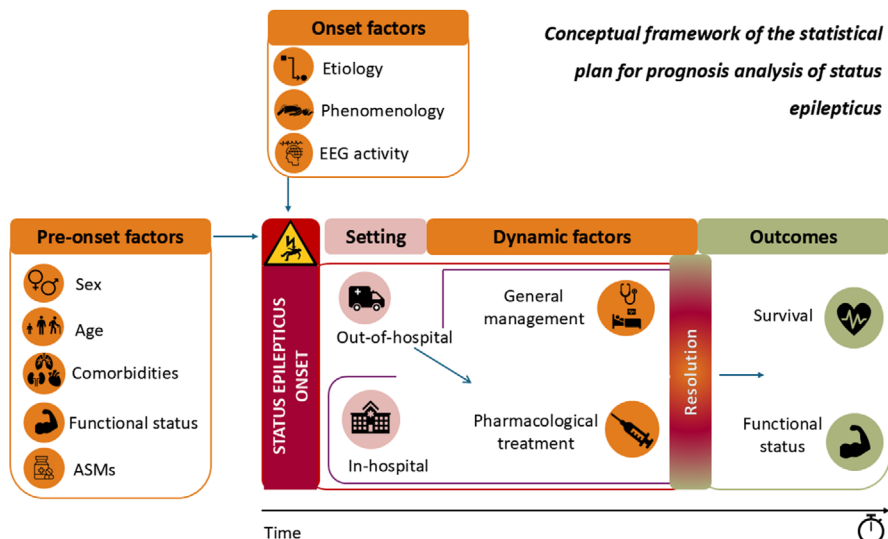 Onset factors
Etiology
Phenomenology
EEG activity
Conceptual framework of the statistical
plan for prognosis analysis of status
epilepticus
Pre-onset factors
Sex
Age
Comorbidities
Functional status
ASMs
STATUS EPILEPTICUS
ONSET
Setting
Out-of-hospital
In-hospital
Dynamic factors
General
management
Pharmacological
treatment
Resolution
Outcomes
Survival
Functional
status
Time